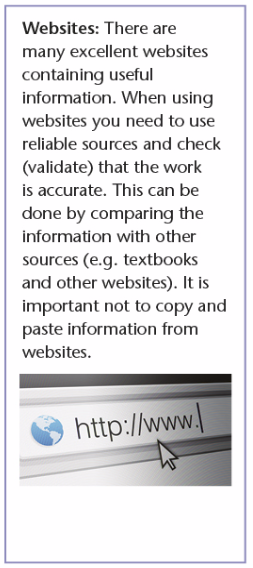 Websites: There are
many excellent websites
containing useful
information. When using
websites you need to use
reliable sources and check
(validate) that the work
is accurate. This can be
done by comparing the
information with other
sources (e.g. textbooks
and other websites). It is
important not to copy and
paste information from
websites.
http://www.